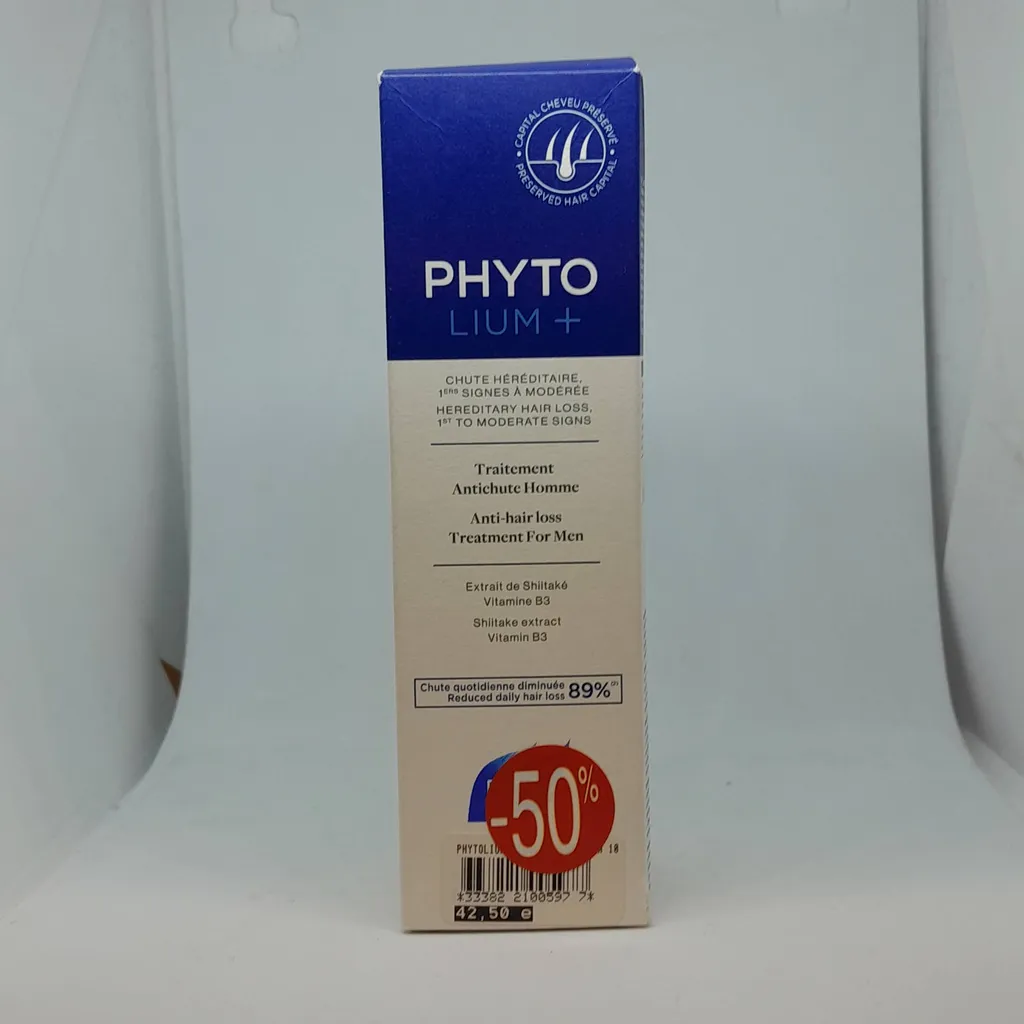 • CAPITAL CHEVEU PRÉSERVÉ •
PRESERVED HAIR CAPITAL
PHYTO
LIUM +
CHUTE HÉRÉDITAIRE,
1ERS SIGNES À MODÉRÉE
HEREDITARY HAIR LOSS,
1ST TO MODERATE SIGNS
Traitement
Antichute Homme
Anti-hair loss
Treatment For Men
Extrait de Shiitaké
Vitamine B3
Shiitake extract
Vitamin B3
Chute quotidienne diminuée
Reduced daily hair loss 89%
-50%
10
*33382 2100597 7*
42,50 e